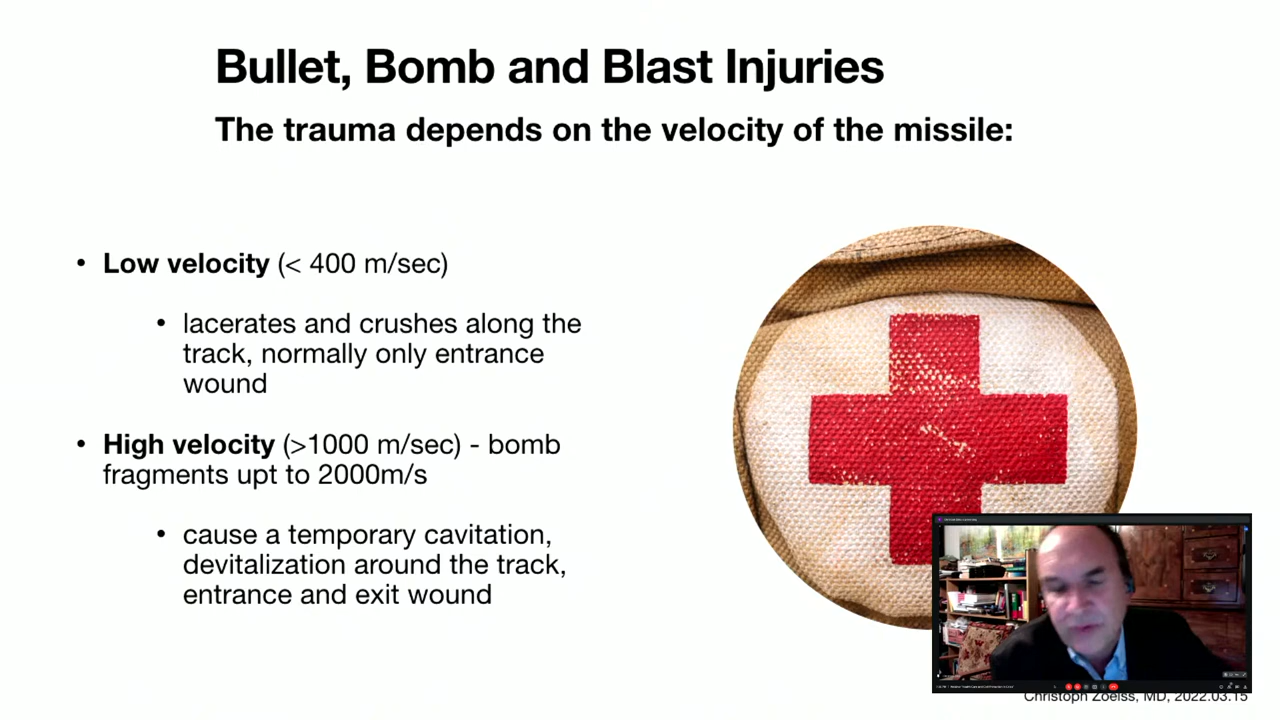 Bullet, Bomb and Blast Injuries
The trauma depends on the velocity of the missile:
• Low velocity (< 400 m/sec)
• lacerates and crushes along the
track, normally only entrance
wound
• High velocity (>1000 m/sec) - bomb
fragments upt to 2000m/s
• cause a temporary cavitation,
devitalization around the track,
entrance and exit wound
Christoph Zoelss, MD, 2022.03.15